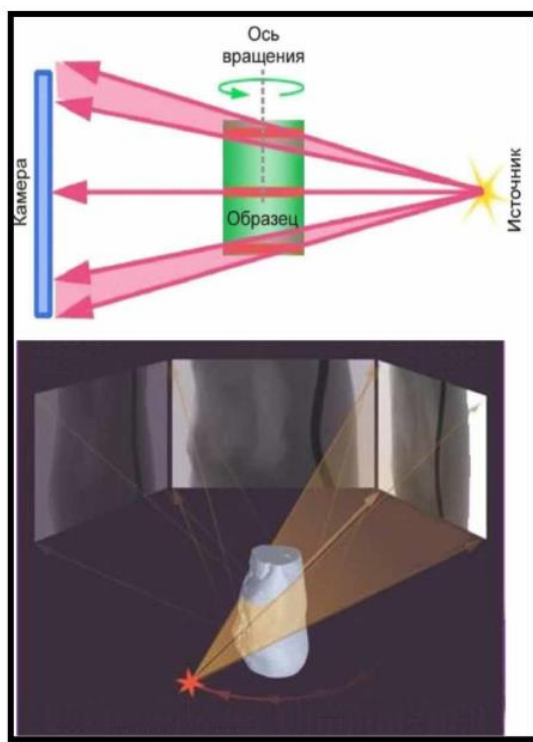 Ось
вращения
Камера
Образец
Источник